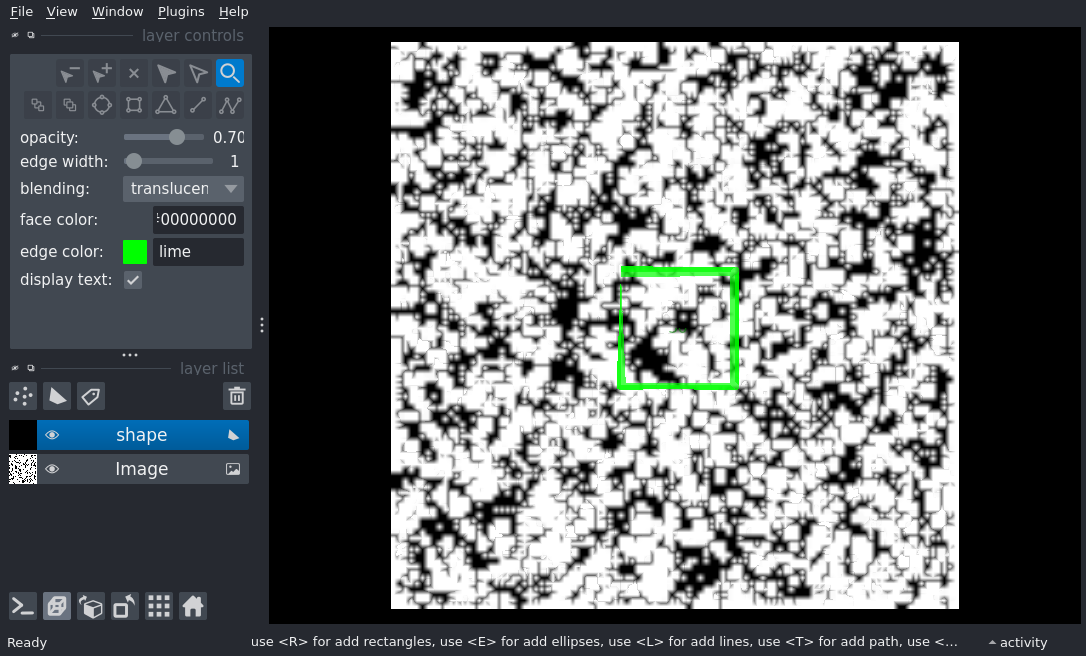 File View Window Plugins Help
layer controls
opacity: 0.70
edge width: 1
blending: translucen
face color: #00000000
edge color: lime
display text:
layer list
shape
Image
Ready use <R> for add rectangles, use <E> for add ellipses, use <L> for add lines, use <T> for add path, use <... activity